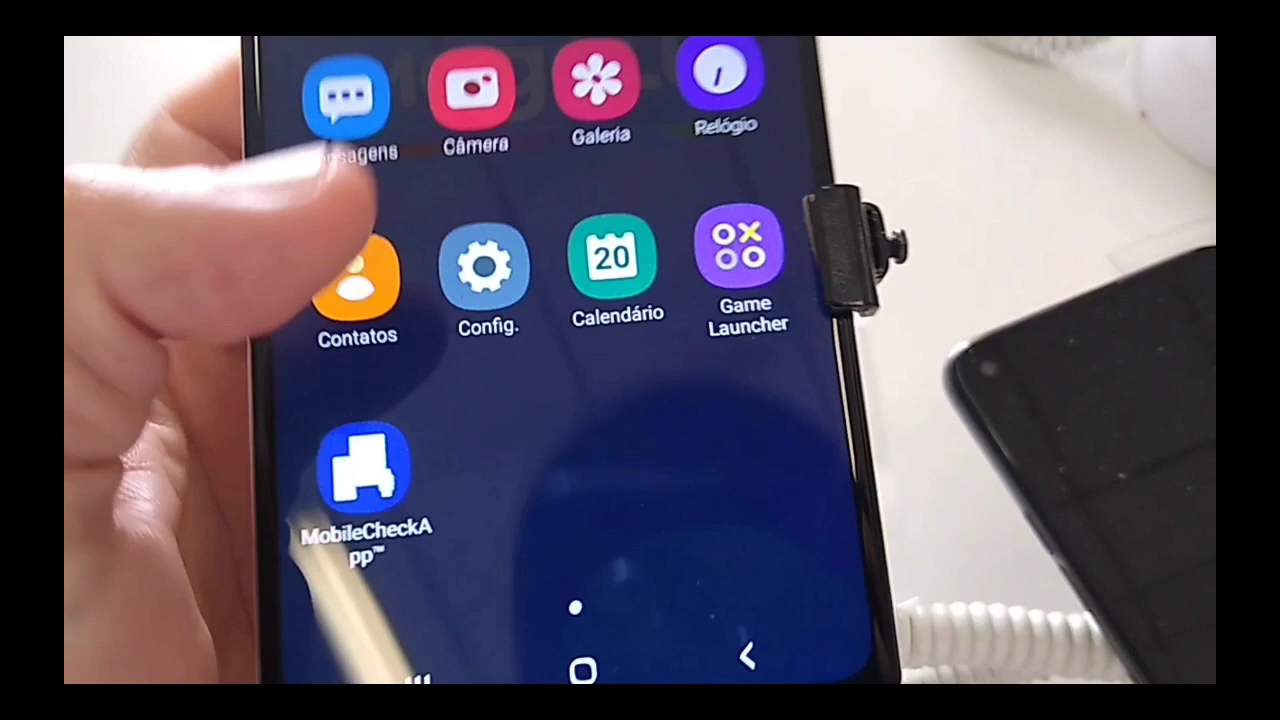 Câmera
Galeria
Relógio
Contatos
Config.
20
Calendário
Game
Launcher
MobileCheckA
pp™